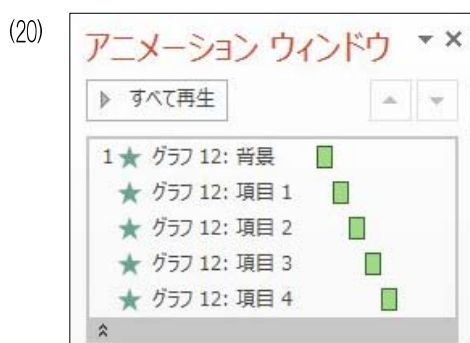 (20)
アニメーション ウィンドウ
すべて再生
1 グラフ 12: 背景
グラフ 12: 項目 1
グラフ 12: 項目 2
グラフ 12: 項目 3
グラフ 12: 項目 4